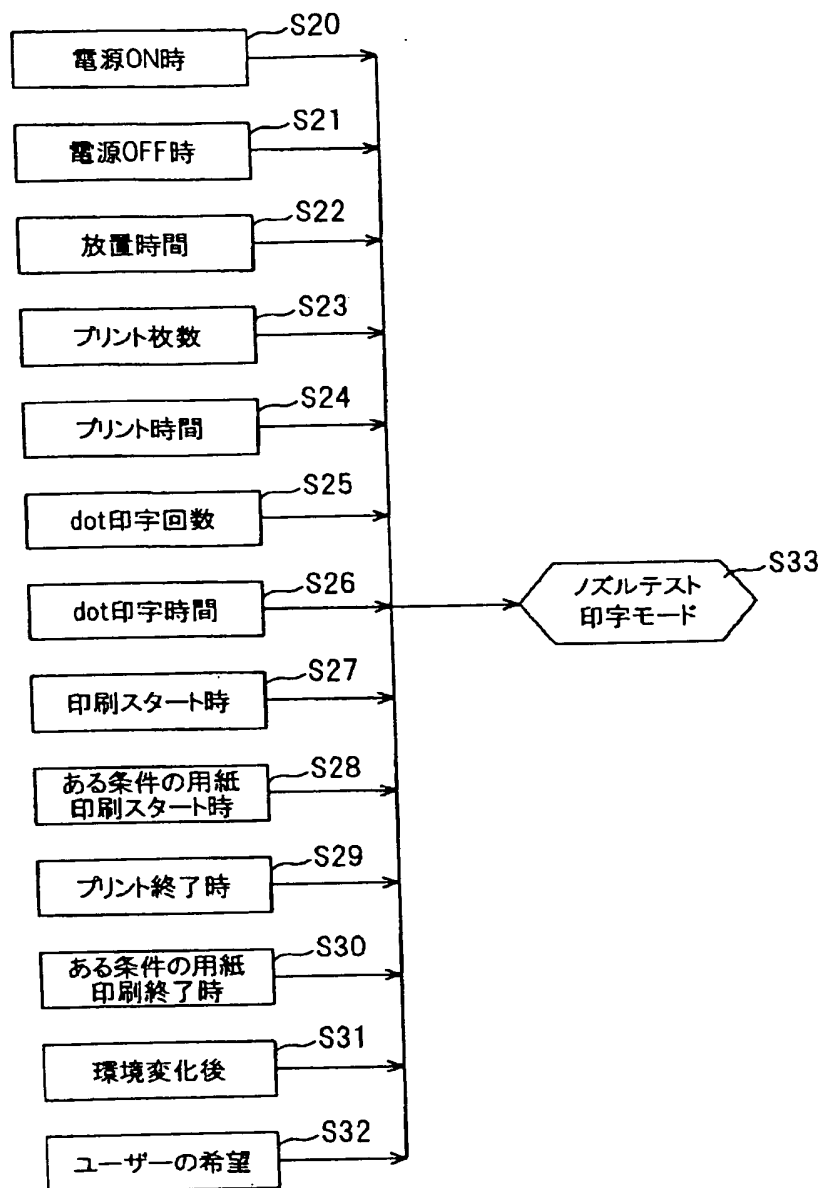 電源ON時
S20
電源OFF時
S21
放置時間
S22
プリント枚数
S23
プリント時間
S24
dot印字回数
S25
dot印字時間
S26
印刷スタート時
S27
ある条件の用紙
印刷スタート時
S28
プリント終了時
S29
ある条件の用紙
印刷終了時
S30
環境変化後
S31
ユーザーの希望
S32
ノズルテスト
印字モード
S33